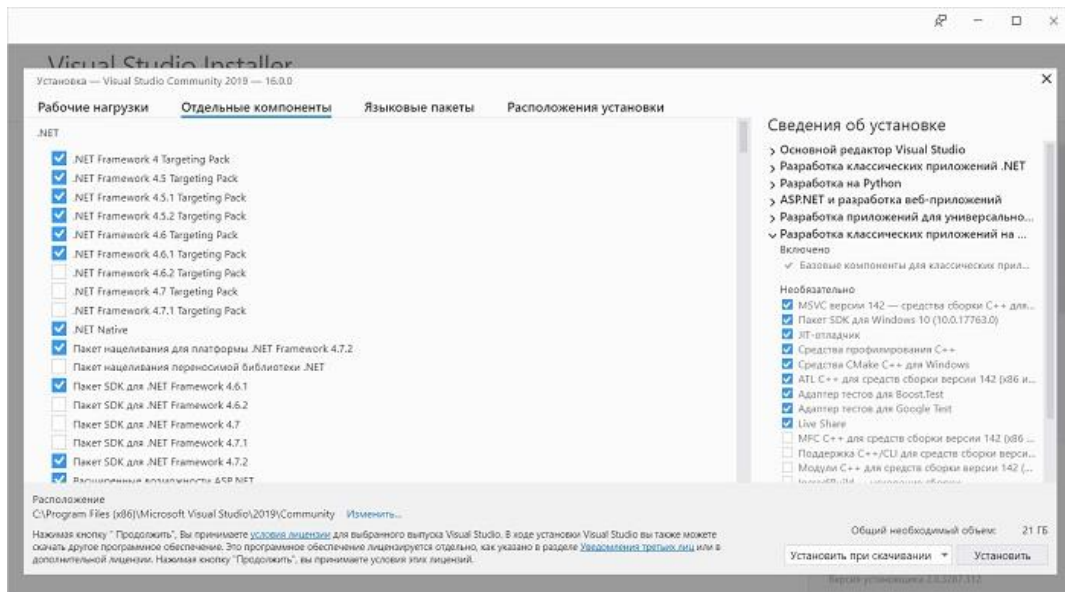 Visual Studio Installer
Установка — Visual Studio Community 2019 — 16.0.0
Рабочие нагрузки Отдельные компоненты Языковые пакеты Расположения установки
.NET
.NET Framework 4 Targeting Pack
.NET Framework 4.5 Targeting Pack
.NET Framework 4.5.1 Targeting Pack
.NET Framework 4.5.2 Targeting Pack
.NET Framework 4.6 Targeting Pack
.NET Framework 4.6.1 Targeting Pack
.NET Framework 4.6.2 Targeting Pack
.NET Framework 4.7 Targeting Pack
.NET Framework 4.7.1 Targeting Pack
.NET Native
Пакет нацеливания для платформы .NET Framework 4.7.2
Пакет нацеливания переносимой библиотеки .NET
Пакет SDK для .NET Framework 4.6.1
Пакет SDK для .NET Framework 4.6.2
Пакет SDK для .NET Framework 4.7
Пакет SDK для .NET Framework 4.7.1
Пакет SDK для .NET Framework 4.7.2
Расширенные возможности ASP.NET
Сведения об установке
Основной редактор Visual Studio
Разработка классических приложений .NET
Разработка на Python
ASP.NET и разработка веб-приложений
Разработка приложений для универсально...
Разработка классических приложений на ...
Включено
Базовые компоненты для классических прил...
Необязательно
MSVC версии 142 — средства сборки C++ для...
Пакет SDK для Windows 10 (10.0.17763.0)
JIT-отладчик
Средства профилирования C++
Средства CMake C++ для Windows
ATL C++ для средств сборки версии 142 (x86 и...
Адаптер тестов для Boost.Test
Адаптер тестов для Google Test
Live Share
MFC C++ для средств сборки версии 142 (x86 ...
Поддержка C++/CLI для средств сборки верси...
Модули C++ для средств сборки версии 142 (...
IncrediBuild — ускорение сборки
Расположение
C:\Program Files (x86)\Microsoft Visual Studio\2019\Community Изменить...
Нажимая кнопку " Продолжить", Вы принимаете условия лицензии для выбранного выпуска Visual Studio. В ходе установки Visual Studio вы также можете
скачать другое программное обеспечение. Это программное обеспечение лицензируется отдельно, как указано в разделе Уведомления третьих лиц или в
дополнительной лицензии. Нажимая кнопку "Продолжить", вы принимаете условия этих лицензий.
Общий необходимый объем: 21 ГБ
Установить при скачивании Установить
Версия установщика 2.0.3287.312